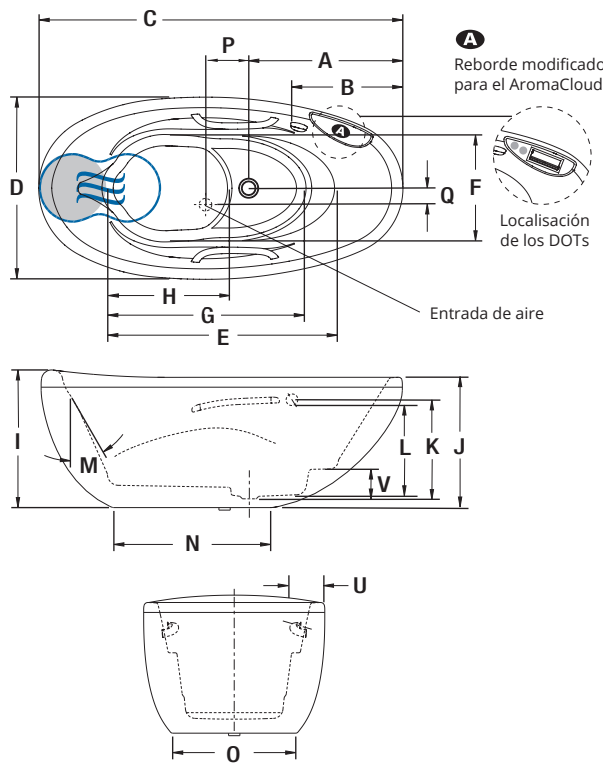 C
P
A
B
A
Reborde modificado
para el AromaCloud
A
D
Q
F
Localisación
de los DOTs
H
G
E
Entrada de aire
I
M
L
K
J
V
N
U
O